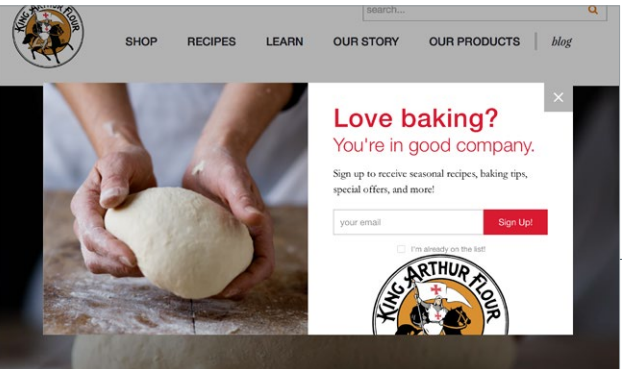 KING ARTHUR FLOUR
search...
SHOP RECIPES LEARN OUR STORY OUR PRODUCTS blog
Love baking?
You're in good company.
Sign up to receive seasonal recipes, baking tips,
special offers, and more!
your email Sign Up!
I'm already on the list!
KING ARTHUR FLOUR